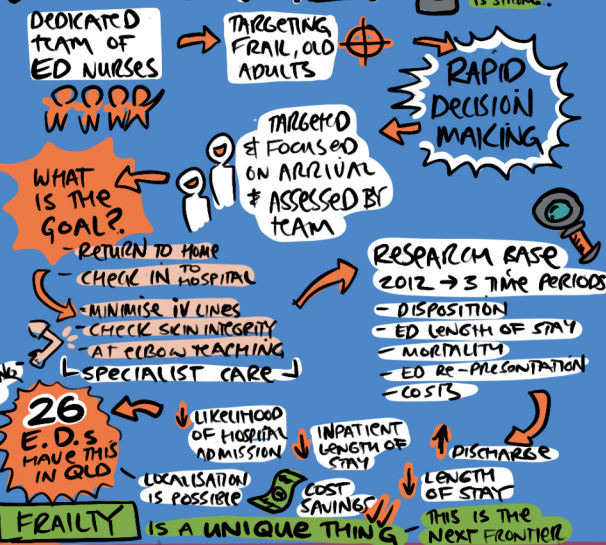 IS STRONG.
DEDICATED
TEAM OF
ED NURSES
TARGETING
FRAIL, OLD
ADULTS
RAPID
DECISION
MAKING
TARGETED
& FOCUSED
ON ARRIVAL
& ASSESSED BY
TEAM
WHAT
IS THE
GOAL?
- RETURN TO HOME
- CHECK IN TO HOSPITAL
- MINIMISE IV LINES
- CHECK SKIN INTEGRITY
- AT ELBOW TEACHING
SPECIALIST CARE
RESEARCH BASE
2012 → 3 TIME PERIODS
- DISPOSITION
- ED LENGTH OF STAY
- MORTALITY
- ED RE-PRESENTATION
- COSTS
DISCHARGE
LENGTH
OF STAY
INPATIENT
LENGTH OF
STAY
COST
SAVINGS
LIKELIHOOD
OF HOSPITAL
ADMISSION
LOCALISATION
IS POSSIBLE
26
E.D.s
HAVE THIS
IN QLD
FRAILTY IS A UNIQUE THING -
THIS IS THE
NEXT FRONTIER